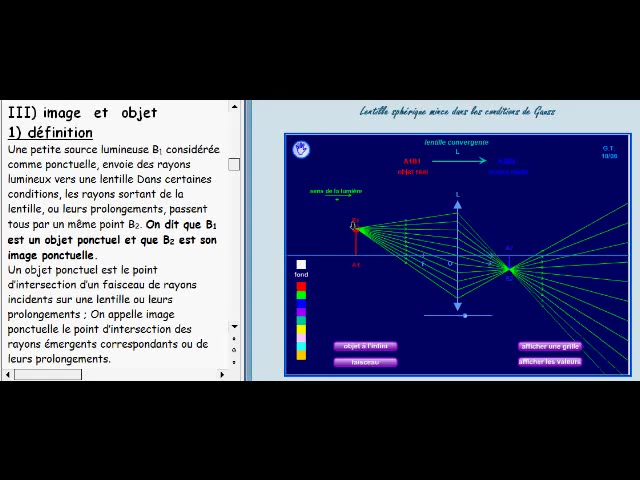 III) image et objet
1) définition
Une petite source lumineuse B1 considérée
comme ponctuelle, envoie des rayons
lumineux vers une lentille Dans certaines
conditions, les rayons sortant de la
lentille, ou leurs prolongements, passent
tous par un même point B2. On dit que B1
est un objet ponctuel et que B2 est son
image ponctuelle.
Un objet ponctuel est le point
d'intersection d'un faisceau de rayons
incidents sur une lentille ou leurs
prolongements ; On appelle image
ponctuelle le point d'intersection des
rayons émergents correspondants ou de
leurs prolongements.
Lentille sphérique mince dans les conditions de Gauss
lentille convergente
L
A1B1
objet réel
G.T.
sens de la lumière
+
L
A1
O
fond
objet à l'infini
faisceau
afficher une grille
afficher les valeurs